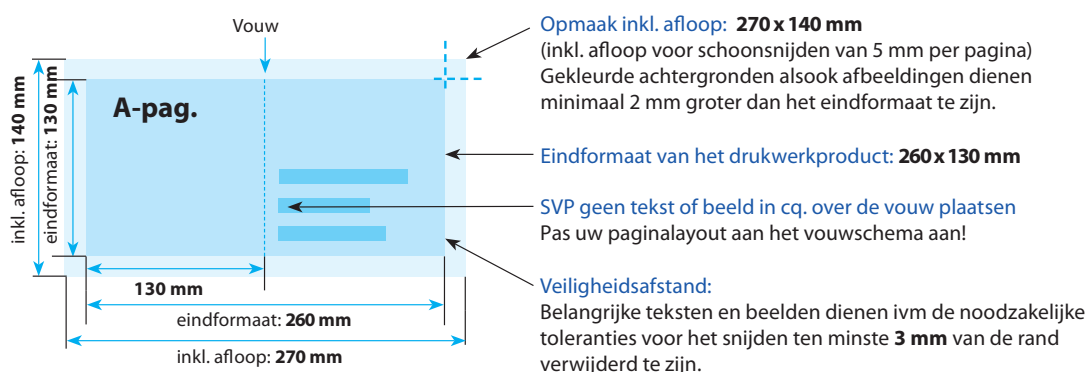 Vouw
A-pag.
inkl. afloop: 140 mm
eindformaat: 130 mm
130 mm
eindformaat: 260 mm
inkl. afloop: 270 mm
Opmaak inkl. afloop: 270 x 140 mm
(inkl. afloop voor schoonsnijden van 5 mm per pagina)
Gekleurde achtergronden alsook afbeeldingen dienen
minimaal 2 mm groter dan het eindformaat te zijn.
Eindformaat van het drukwerkproduct: 260 x 130 mm
SVP geen tekst of beeld in cq. over de vouw plaatsen
Pas uw paginalayout aan het vouwschema aan!
Veiligheidsafstand:
Belangrijke teksten en beelden dienen ivm de noodzakelijke
toleranties voor het snijden ten minste 3 mm van de rand
verwijderd te zijn.